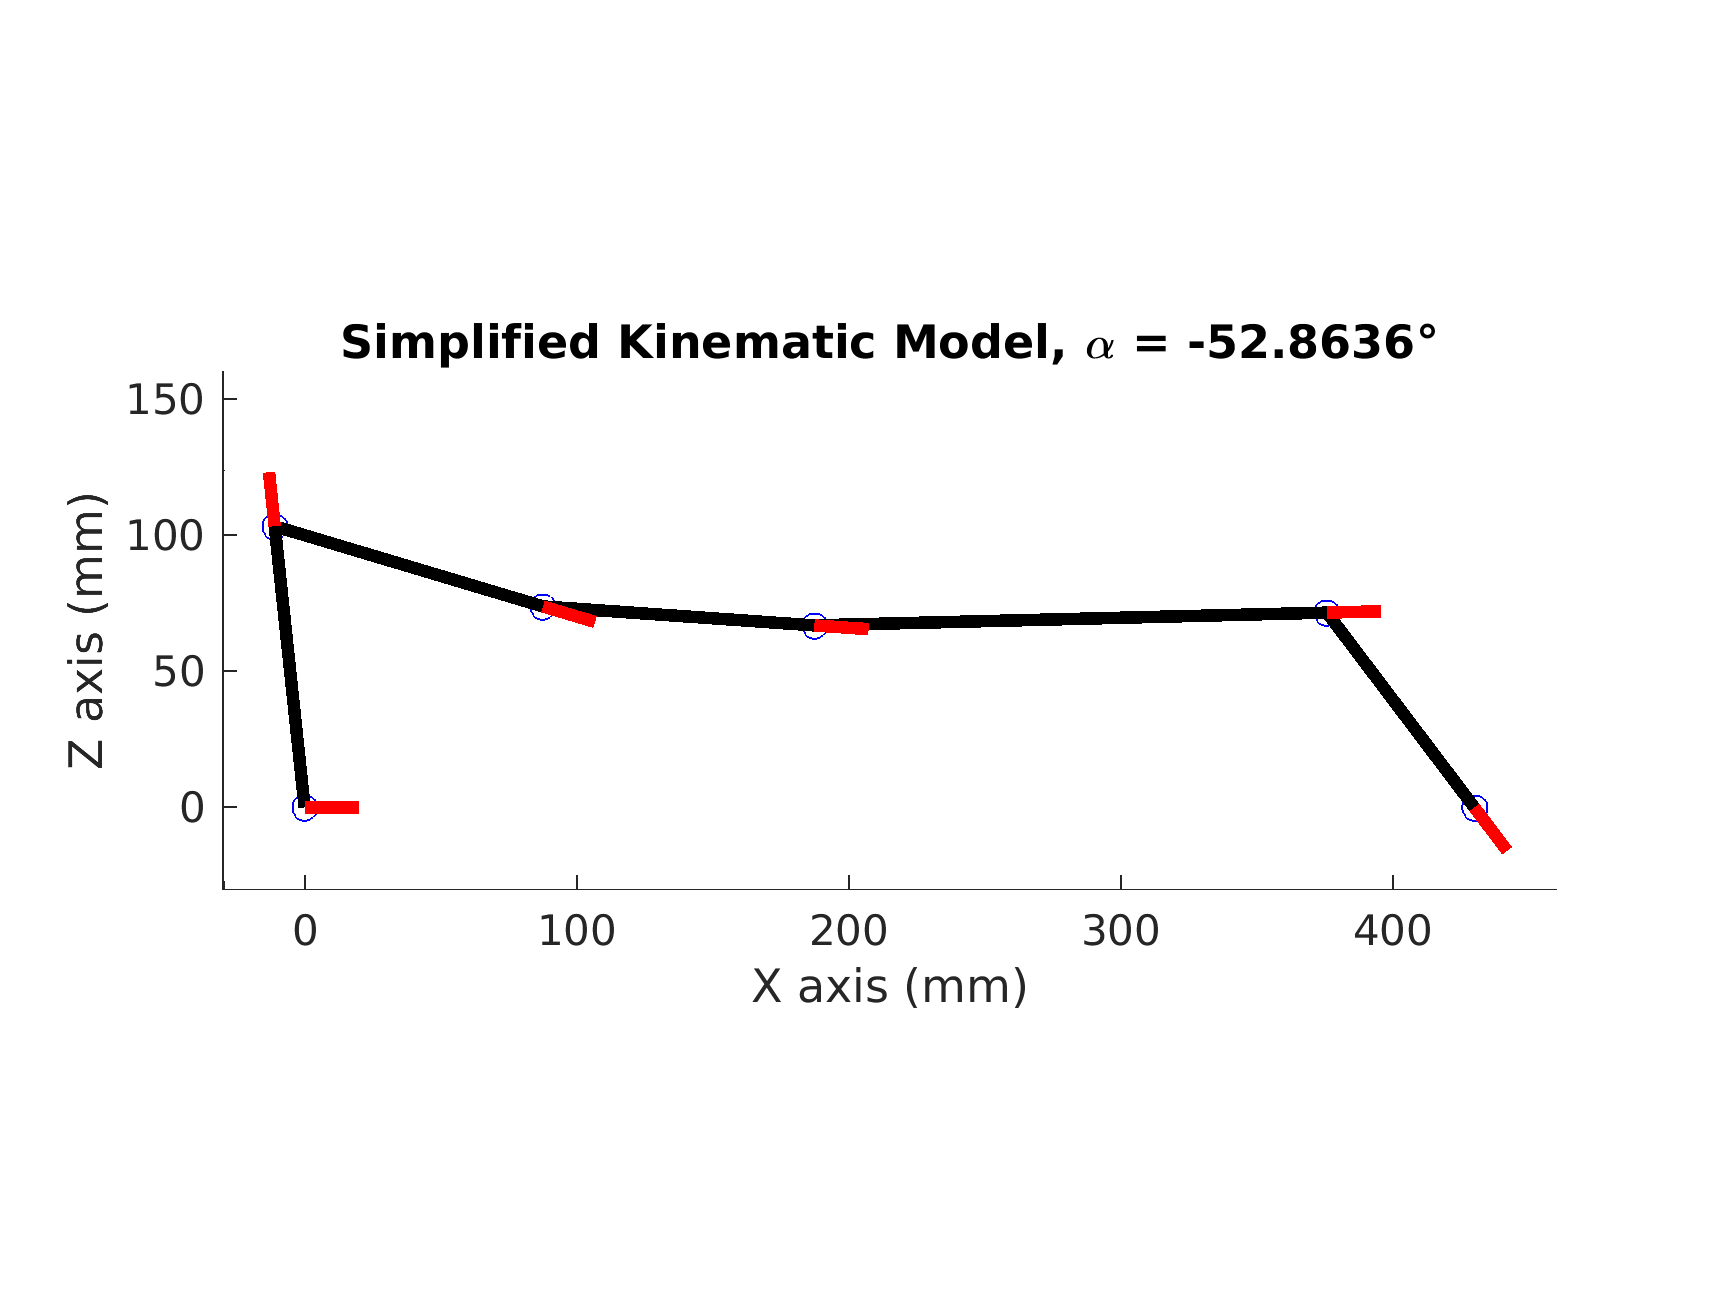 Simplified Kinematic Model, α = -52.8636°
150
100
50
0
Z axis (mm)
0 100 200 300 400
X axis (mm)